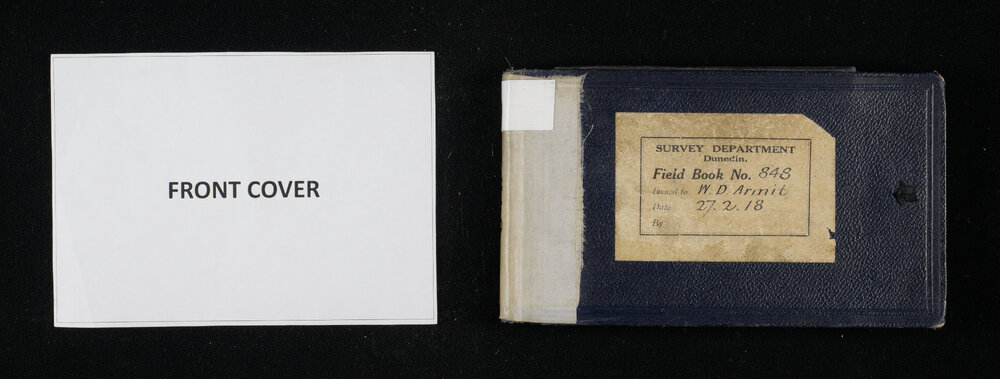 FRONT COVER
SURVEY DEPARTMENT
Dunedin.
Field Book No. 848
Issued to W. D. Armit
Date 27. 2. 18
By